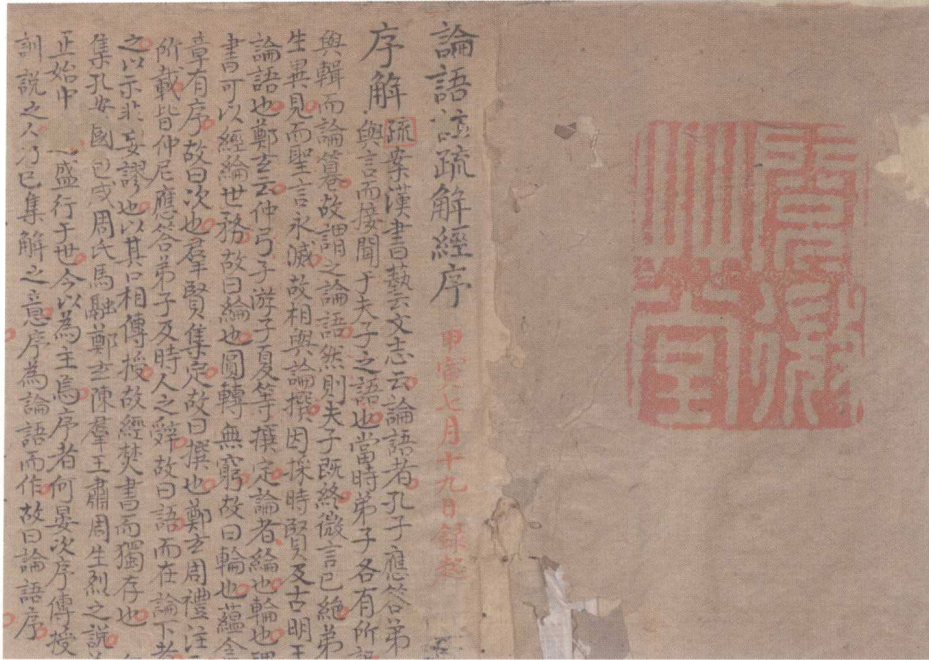 論語註疏解經序 甲寅七月十九日録起
序解 疏案漢書藝云文志云論語者孔子應答弟
與言而接聞于夫子之語也當時弟子各有所記
與輯而論篹故謂之論語然則夫子既終微言已絕弟
生異見而聖言永滅故相與論撰因採時賢及古明王
論語也鄭玄云仲弓子游子夏等撰定論者綸也輪也理
書可以經綸世務故曰綸也圓轉無窮故曰輪也蘊含
章有序故曰次也羣賢集定故曰撰也鄭玄周禮注
所載皆仲尼應答弟子及時人之辭故曰語而在論下者
之以示非妄謬也以其口相傳授故經焚書而獨存也
集孔安國包咸周氏馬融鄭玄陳羣王肅周生烈之說
正始中 盛行于世今以為主焉序者何晏次序傳授
訓說之人乃已集解之意序為論語而作故曰論語序